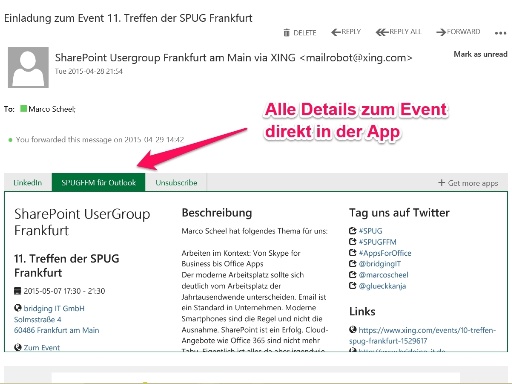 Einladung zum Event 11. Treffen der SPUG Frankfurt
DELETE
REPLY
REPLY ALL
FORWARD
SharePoint Usergroup Frankfurt am Main via XING <mailrobot@xing.com>
Mark as unread
Tue 2015-04-28 21:54
To: Marco Scheel;
Alle Details zum Event
direkt in der App
You forwarded this message on 2015-04-29 14:42
LinkedIn
SPUGFFM für Outlook
Unsubscribe
+ Get more apps
SharePoint UserGroup
Frankfurt
11. Treffen der SPUG
Frankfurt
2015-05-07 17:30 - 21:30
bridging IT GmbH
Solmsstraße 4
60486 Frankfurt am Main
Zum Event
Beschreibung
Marco Scheel hat folgendes Thema für uns:
Arbeiten im Kontext: Von Skype for
Business bis Office Apps
Der moderne Arbeitsplatz sollte sich
deutlich vom Arbeitsplatz der
Jahrtausendwende unterscheiden. Email ist
ein Standard in Unternehmen. Moderne
Smartphones sind die Regel und nicht die
Ausnahme. SharePoint ist ein Erfolg, Cloud-
Angebote wie Office 365 sind nicht mehr
Tabu. Eigentlich ist alles da aber irgendwie
Tag uns auf Twitter
#SPUG
#SPUGFFM
#AppsForOffice
@bridgingIT
@marcoscheel
@glueckkanja
Links
https://www.xing.com/events/10-treffen-
spug-frankfurt-1529617
http://www.bridging-it.de